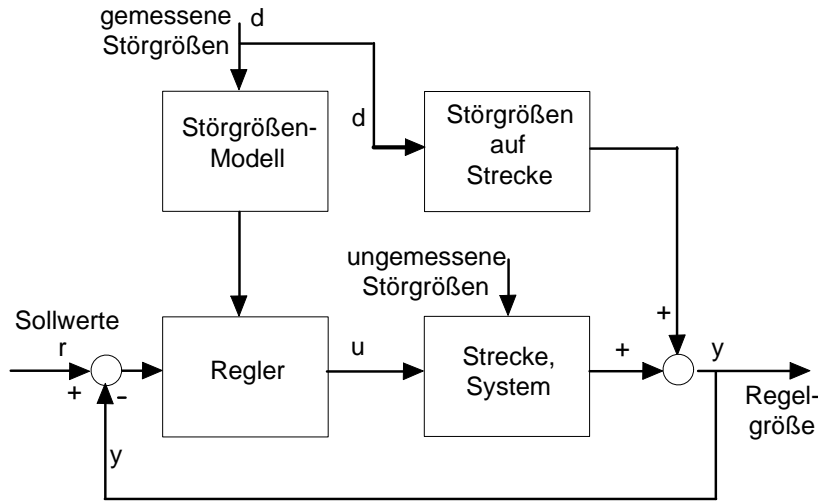 gemessene
Störgrößen
d
Störgrößen-
Modell
d
Störgrößen
auf
Strecke
ungemessene
Störgrößen
Sollwerte
r
+
-
Regler
u
Strecke,
System
+
+
y
Regel-
größe
y